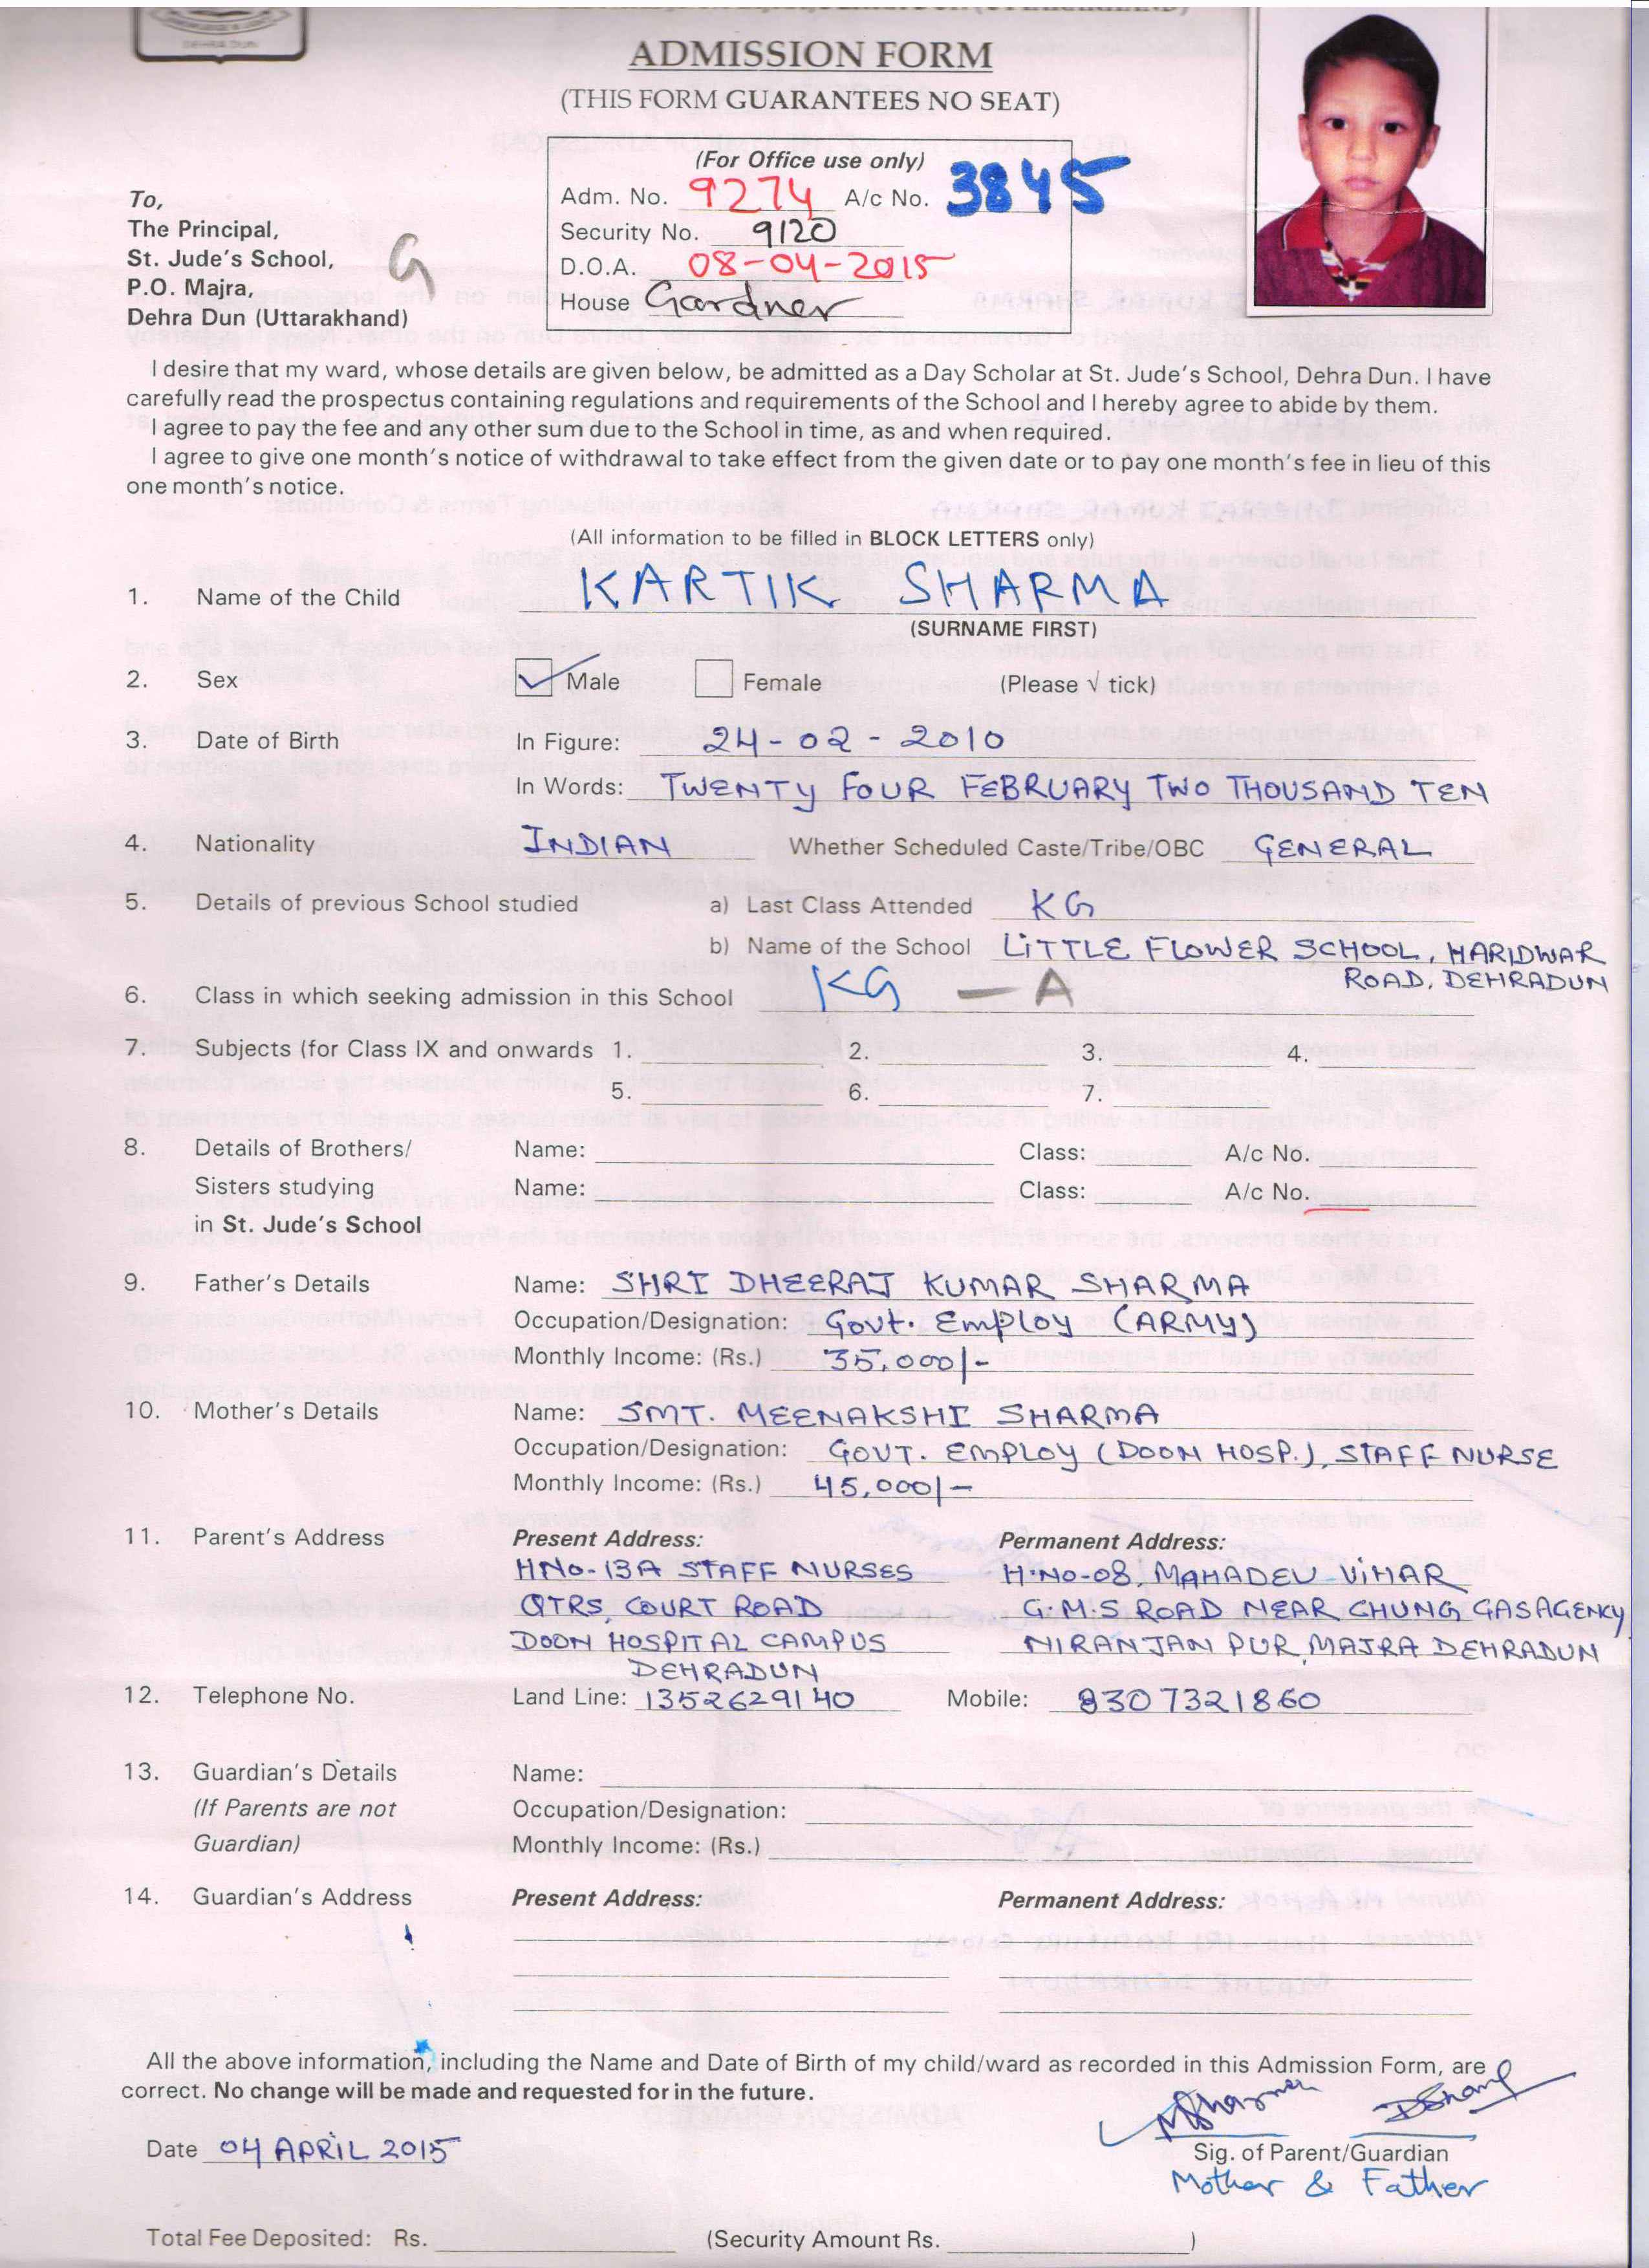 DEHRA DUN
ADMISSION FORM
(THIS FORM GUARANTEES NO SEAT)
(For Office use only)
Adm. No. 9274 A/c No. 3845
Security No. 9120
D.O.A. 08-04-2015
House Gardner
To,
The Principal,
St. Jude's School,
P.O. Majra,
Dehra Dun (Uttarakhand)
G
I desire that my ward, whose details are given below, be admitted as a Day Scholar at St. Jude's School, Dehra Dun. I have
carefully read the prospectus containing regulations and requirements of the School and I hereby agree to abide by them.
I agree to pay the fee and any other sum due to the School in time, as and when required.
I agree to give one month's notice of withdrawal to take effect from the given date or to pay one month's fee in lieu of this
one month's notice.
(All information to be filled in BLOCK LETTERS only)
1. Name of the Child KARTIK SHARMA
(SURNAME FIRST)
2. Sex Male Female (Please √ tick)
3. Date of Birth In Figure: 24-02-2010
In Words: TWENTY FOUR FEBRUARY TWO THOUSAND TEN
4. Nationality INDIAN Whether Scheduled Caste/Tribe/OBC GENERAL
5. Details of previous School studied a) Last Class Attended KG
b) Name of the School LITTLE FLOWER SCHOOL, HARIDWAR
ROAD, DEHRADUN
6. Class in which seeking admission in this School KG - A
7. Subjects (for Class IX and onwards 1. 2. 3. 4.
5. 6. 7.
8. Details of Brothers/ Name: Class: A/c No.
Sisters studying Name: Class: A/c No.
in St. Jude's School
9. Father's Details Name: SHRI DHEERAJ KUMAR SHARMA
Occupation/Designation: Govt. Employ (ARMY)
Monthly Income: (Rs.) 35,000/-
10. Mother's Details Name: SMT. MEENAKSHI SHARMA
Occupation/Designation: GOVT. EMPLOY (DOON HOSP.), STAFF NURSE
Monthly Income: (Rs.) 45,000/-
11. Parent's Address Present Address: Permanent Address:
HNO-13A STAFF NURSES H.NO-08, MAHADEV VIHAR
QTRS, COURT ROAD G.M.S ROAD NEAR CHUNG GASAGENCY
DOON HOSPITAL CAMPUS NIRANJAN PUR, MAJRA DEHRADUN
DEHRADUN
12. Telephone No. Land Line: 1352629140 Mobile: 8307321860
13. Guardian's Details Name:
(If Parents are not Occupation/Designation:
Guardian) Monthly Income: (Rs.)
14. Guardian's Address Present Address: Permanent Address:
All the above information, including the Name and Date of Birth of my child/ward as recorded in this Admission Form, are
correct. No change will be made and requested for in the future.
MSharma DSharma
Date 04 APRIL 2015
Sig. of Parent/Guardian
Mother & Father
Total Fee Deposited: Rs. (Security Amount Rs. )